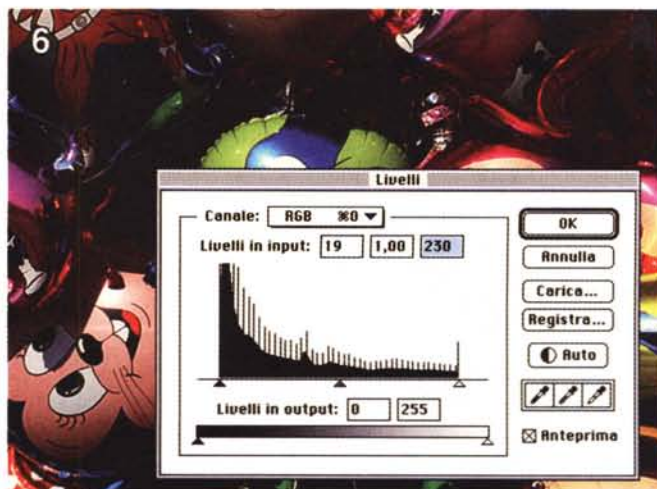 6
Livelli
Canale: RGB ⌘0
Livelli in input: 19 1,00 230
Livelli in output: 0 255
OK
Annulla
Carica...
Registra...
Auto
Anteprima